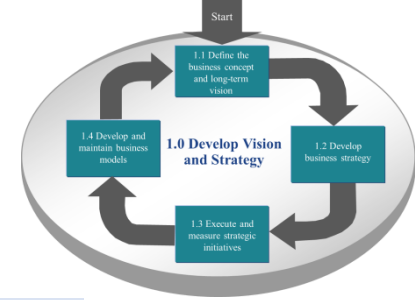 Start
1.1 Define the
business concept
and long-term
vision
1.4 Develop and
maintain business
models
1.0 Develop Vision
and Strategy
1.2 Develop
business strategy
1.3 Execute and
measure strategic
initiatives